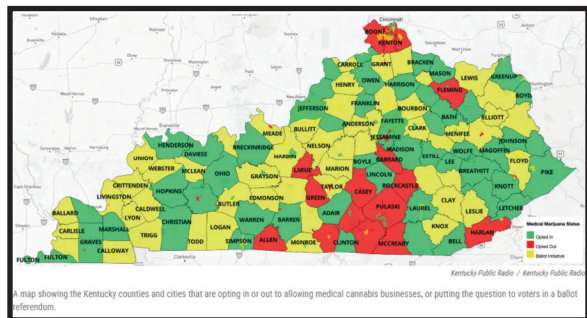 Cincinnati
BOONE
KENTON
CARROLL GRANT BRACKEN
MASON LEWIS GREENUP
HENRY OWEN HARRISON
FLEMING BOYD
JEFFERSON FRANKLIN BOURBON
BATH ELLIOTT
ANDERSON FAYETTE
CLARK MENIFEE
MEADE BULLITT JESSAMINE JOHNSON
HENDERSON BRECKINRIDGE NELSON MADISON WOLFE MAGOFFIN
DAVIESS HARDIN ESTILL LEE FLOYD
UNION BOYLE GARRARD BREATHITT PIKE
WEBSTER MCLEAN OHIO GRAYSON LARUE MARION LINCOLN
CRITTENDEN TAYLOR CASEY ROCKCASTLE KNOTT
LIVINGSTON HOPKINS GREEN
CALDWELL BUTLER EDMONSON PULASKI CLAY LETCHER
BALLARD LYON ADAIR LAUREL LESLIE
CARLISLE MARSHALL CHRISTIAN WARREN BARREN KNOX
GRAVES TRIGG LOGAN HARLAN
CALLOWAY TODD SIMPSON ALLEN MONROE CLINTON MCCREARY BELL
FULTON FULTON
Clarksville
Medical Marijuana Status
Opted In
Opted Out
Ballot Initiative
Kentucky Public Radio / Kentucky Public Radio
A map showing the Kentucky counties and cities that are opting in or out to allowing medical cannabis businesses, or putting the question to voters in a ballot
referendum.